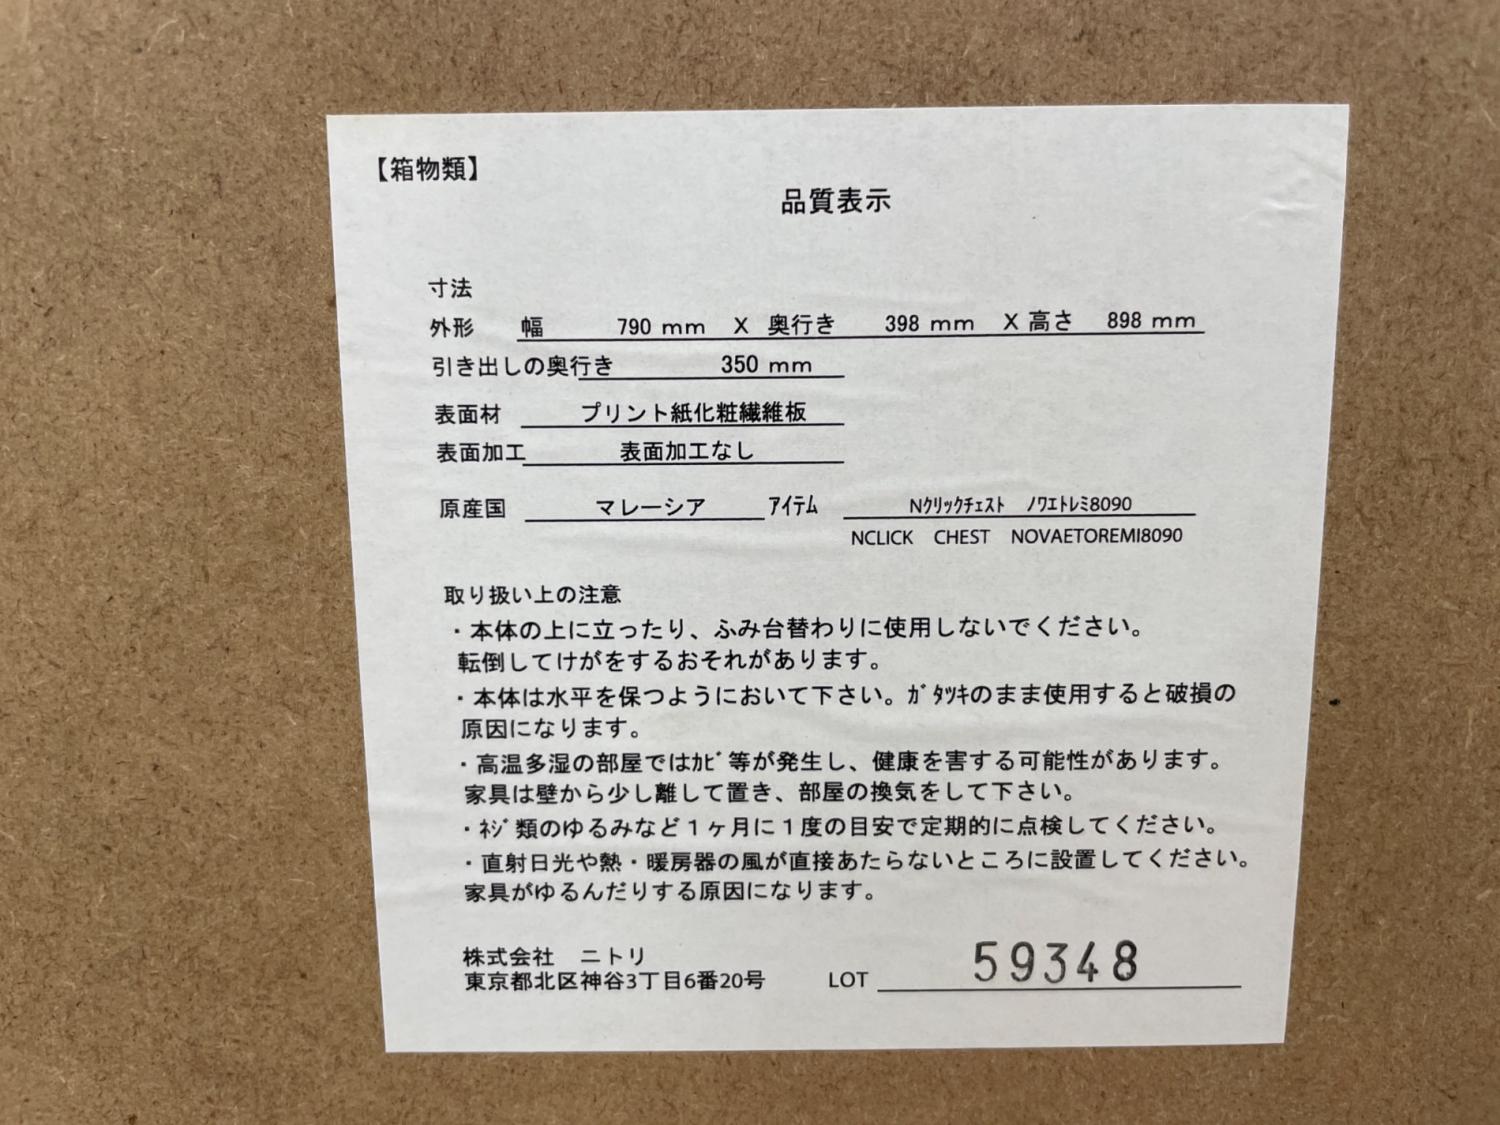 【箱物類】
品質表示
寸法
外形 幅 790 mm X 奥行き 398 mm X 高さ 898 mm
引き出しの奥行き 350 mm
表面材 プリント紙化粧繊維板
表面加工 表面加工なし
原産国 マレーシア ｱｲﾃﾑ Nｸﾘｯｸﾁｪｽﾄ ﾉﾜｴﾄﾚﾐ8090
NCLICK CHEST NOVAETOREMI8090
取り扱い上の注意
・本体の上に立ったり、ふみ台替わりに使用しないでください。
転倒してけがをするおそれがあります。
・本体は水平を保つようにおいて下さい。ｶﾞﾀﾂｷのまま使用すると破損の
原因になります。
・高温多湿の部屋ではｶﾋﾞ等が発生し、健康を害する可能性があります。
家具は壁から少し離して置き、部屋の換気をして下さい。
・ﾈｼﾞ類のゆるみなど１ヶ月に１度の目安で定期的に点検してください。
・直射日光や熱・暖房器の風が直接あたらないところに設置してください。
家具がゆるんだりする原因になります。
株式会社 ニトリ
東京都北区神谷3丁目6番20号 LOT 59348